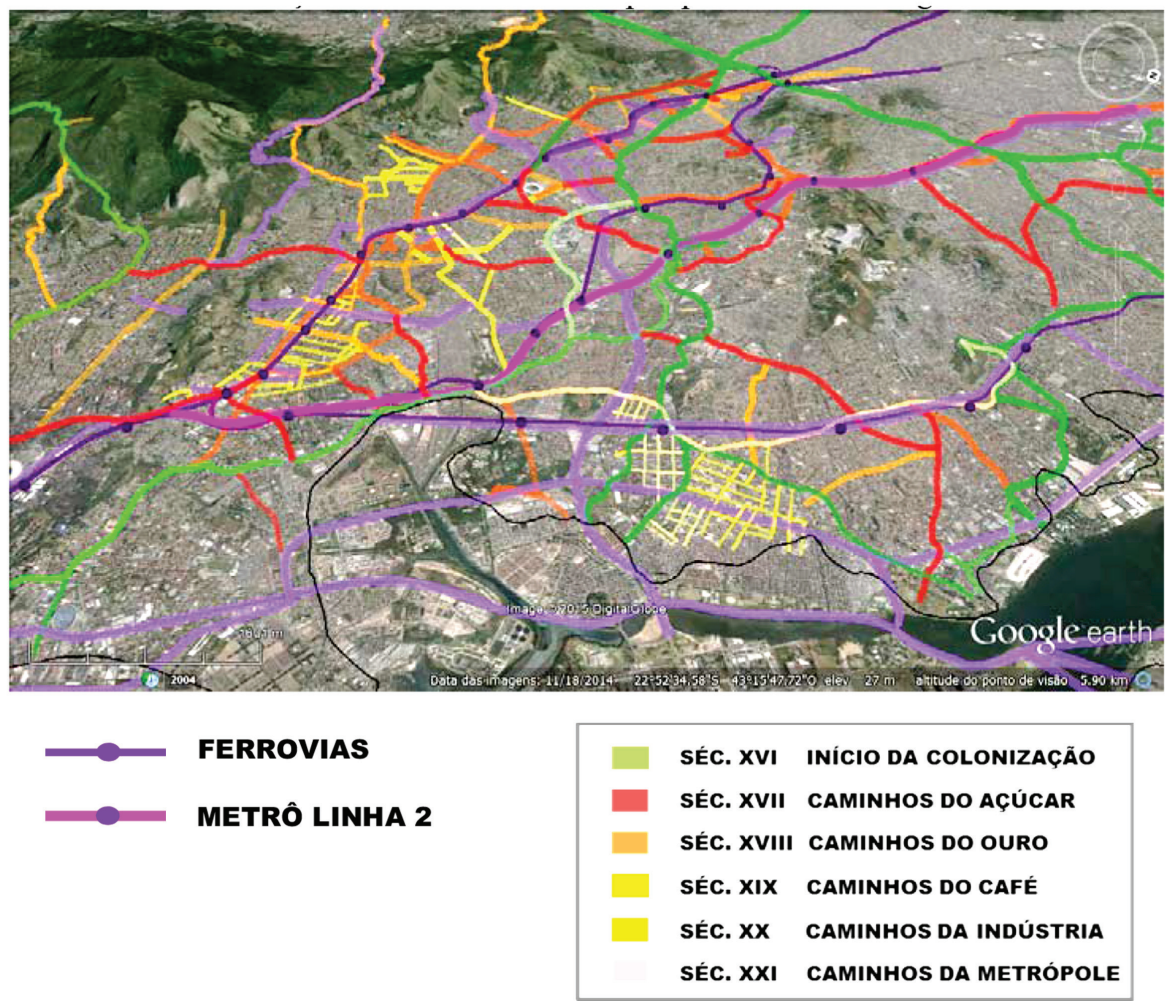 Image © 2015 DigitalGlobe
Google earth
2004
Data das imagens: 11/18/2014 22°52'34.58"S 43°15'47.72"O elev 27 m altitude do ponto de visão 5.90 km
FERROVIAS
METRÔ LINHA 2
SÉC. XVI INÍCIO DA COLONIZAÇÃO
SÉC. XVII CAMINHOS DO AÇÚCAR
SÉC. XVIII CAMINHOS DO OURO
SÉC. XIX CAMINHOS DO CAFÉ
SÉC. XX CAMINHOS DA INDÚSTRIA
SÉC. XXI CAMINHOS DA METRÓPOLE